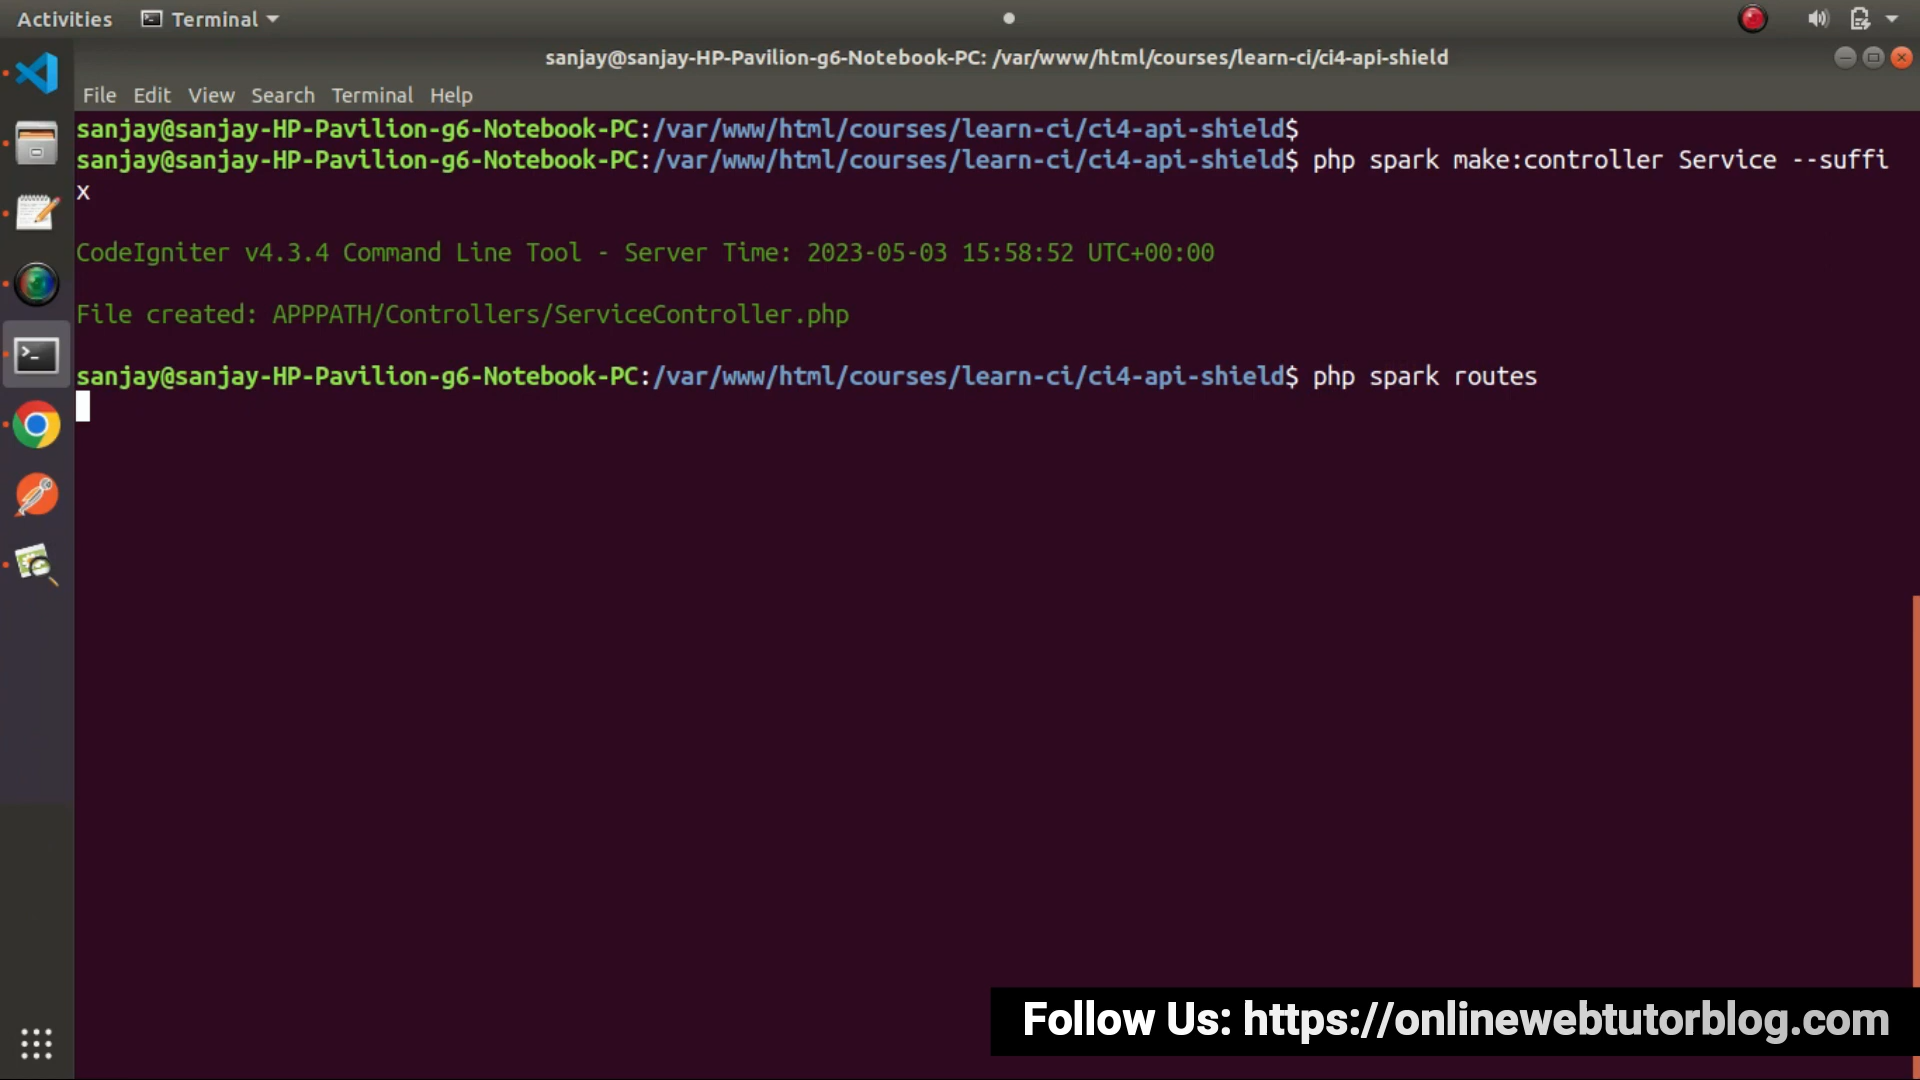 Activities Terminal
sanjay@sanjay-HP-Pavilion-g6-Notebook-PC: /var/www/html/courses/learn-ci/ci4-api-shield
File Edit View Search Terminal Help
sanjay@sanjay-HP-Pavilion-g6-Notebook-PC:/var/www/html/courses/learn-ci/ci4-api-shield$
sanjay@sanjay-HP-Pavilion-g6-Notebook-PC:/var/www/html/courses/learn-ci/ci4-api-shield$ php spark make:controller Service --suffi
x
CodeIgniter v4.3.4 Command Line Tool - Server Time: 2023-05-03 15:58:52 UTC+00:00
File created: APPPATH/Controllers/ServiceController.php
sanjay@sanjay-HP-Pavilion-g6-Notebook-PC:/var/www/html/courses/learn-ci/ci4-api-shield$ php spark routes
Follow Us: https://onlinewebtutorblog.com